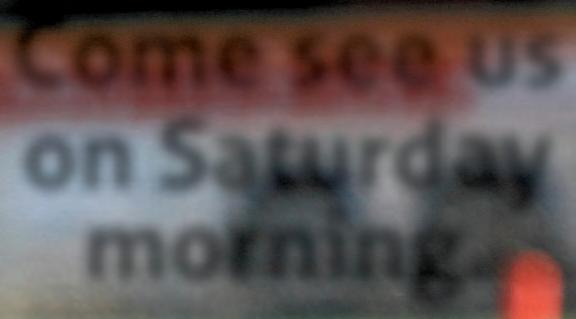 Come see us
on Saturday
morning.